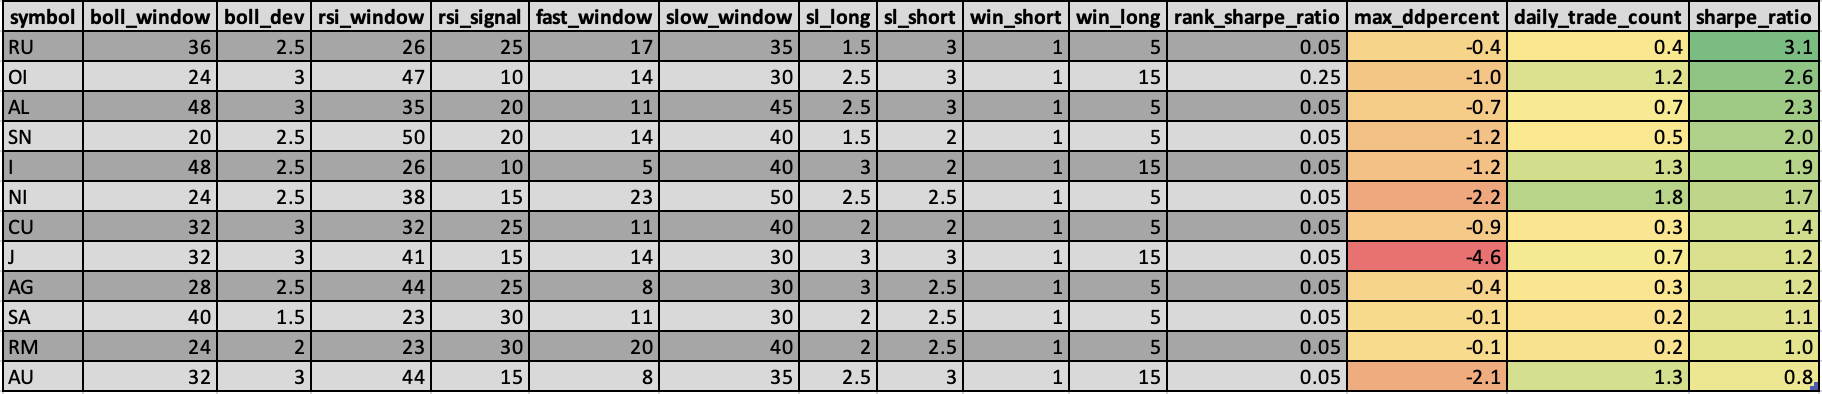 symbol boll_window boll_dev rsi_window rsi_signal fast_window slow_window sl_long sl_short win_short win_long rank_sharpe_ratio max_ddpercent daily_trade_count sharpe_ratio
RU 36 2.5 26 25 17 35 1.5 3 1 5 0.05 -0.4 0.4 3.1
OI 24 3 47 10 14 30 2.5 3 1 15 0.25 -1.0 1.2 2.6
AL 48 3 35 20 11 45 2.5 3 1 5 0.05 -0.7 0.7 2.3
SN 20 2.5 50 20 14 40 1.5 2 1 5 0.05 -1.2 0.5 2.0
I 48 2.5 26 10 5 40 3 2 1 15 0.05 -1.2 1.3 1.9
NI 24 2.5 38 15 23 50 2.5 2.5 1 5 0.05 -2.2 1.8 1.7
CU 32 3 32 25 11 40 2 2 1 5 0.05 -0.9 0.3 1.4
J 32 3 41 15 14 30 3 3 1 15 0.05 -4.6 0.7 1.2
AG 28 2.5 44 25 8 30 3 2.5 1 5 0.05 -0.4 0.3 1.2
SA 40 1.5 23 30 11 30 2 2.5 1 5 0.05 -0.1 0.2 1.1
RM 24 2 23 30 20 40 2 2.5 1 5 0.05 -0.1 0.2 1.0
AU 32 3 44 15 8 35 2.5 3 1 15 0.05 -2.1 1.3 0.8